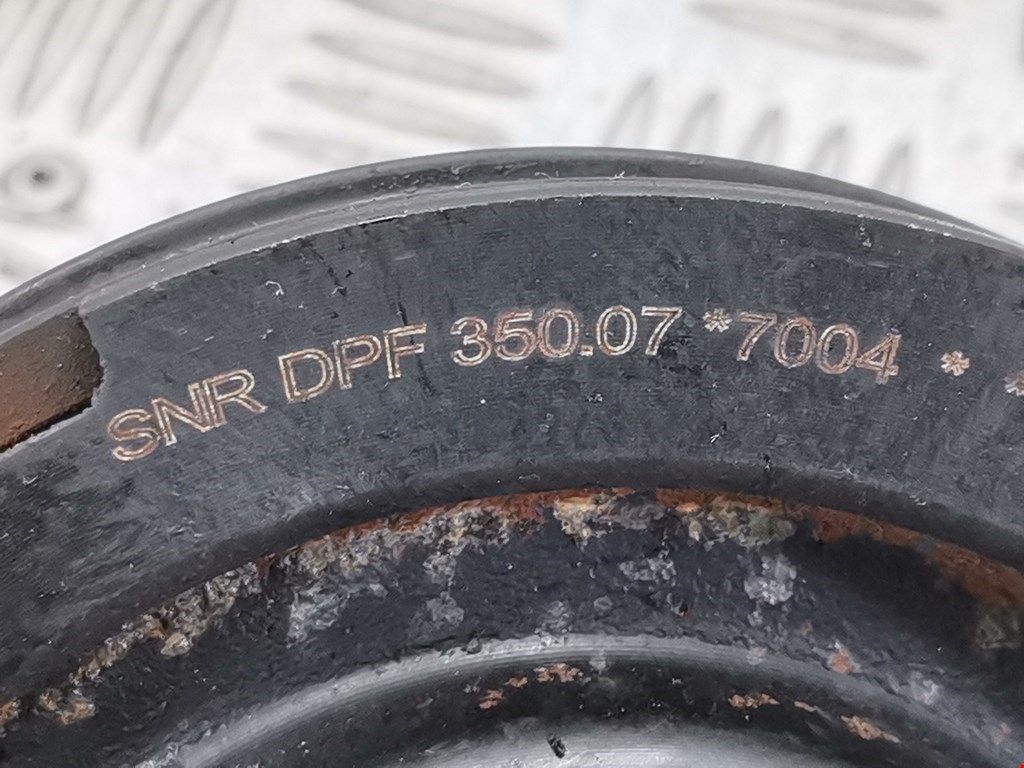 SNR DPF 350.07 *7004 * *